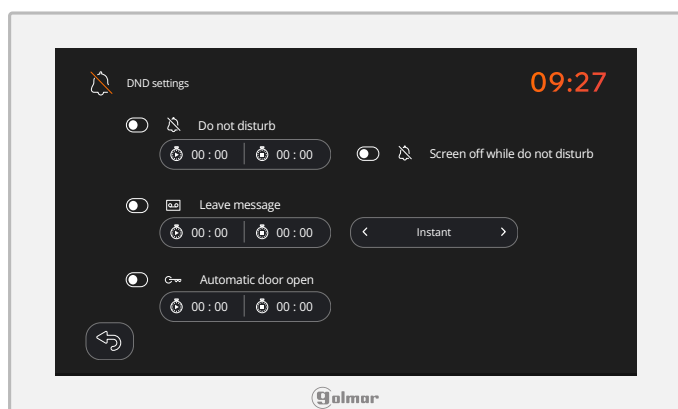 DND settings
09:27
Do not disturb
00 : 00 00 : 00
Screen off while do not disturb
Leave message
00 : 00 00 : 00
Instant
Automatic door open
00 : 00 00 : 00
golmar